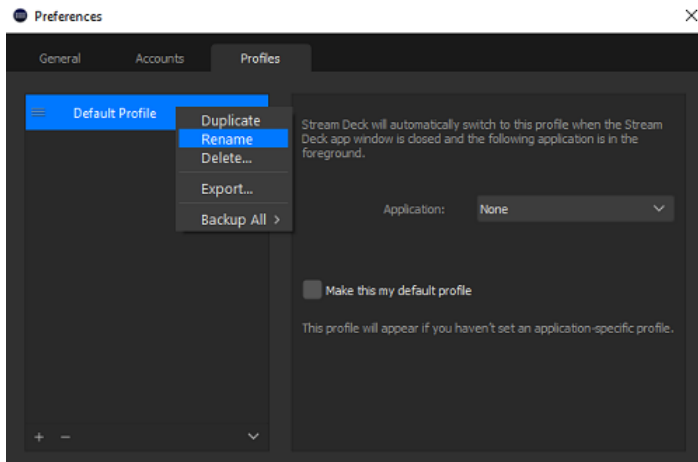 Preferences
General
Accounts
Profiles
Default Profile
Duplicate
Rename
Delete...
Export...
Backup All
Stream Deck will automatically switch to this profile when the Stream
Deck app window is closed and the following application is in the
foreground.
Application:
None
Make this my default profile
This profile will appear if you haven't set an application-specific profile.